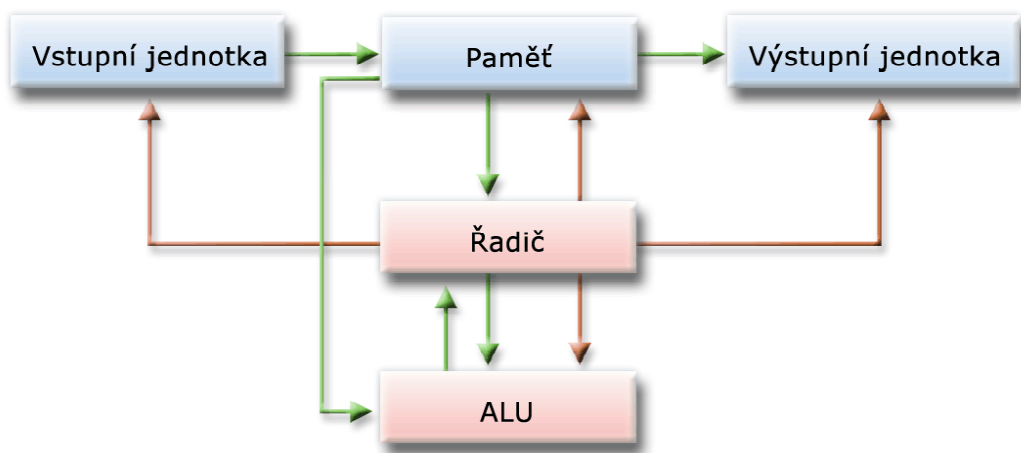 Vstupní jednotka
Paměť
Výstupní jednotka
Řadič
ALU